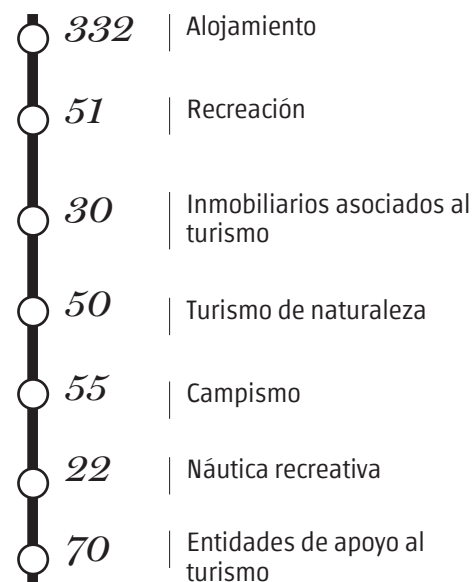 332 Alojamiento
51 Recreación
30 Inmobiliarios asociados al
turismo
50 Turismo de naturaleza
55 Campismo
22 Náutica recreativa
70 Entidades de apoyo al
turismo